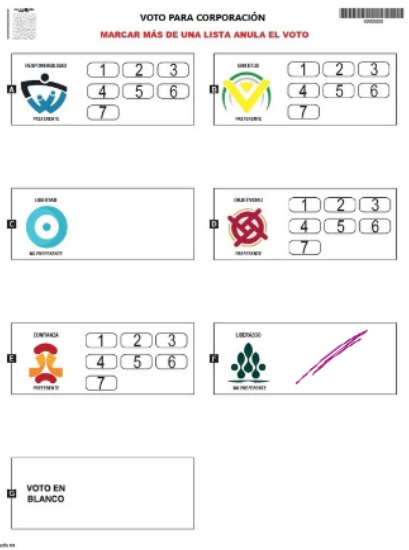 VOTO PARA CORPORACIÓN
MARCAR MÁS DE UNA LISTA ANULA EL VOTO
A
RESPONSABILIDAD
PREFERENTE
1 2 3
4 5 6
7
B
PREFERENTE
1 2 3
4 5 6
7
C
LIBERTAD
NO PREFERENTE
D
OBJETIVIDAD
PREFERENTE
1 2 3
4 5 6
7
E
CONFIANZA
PREFERENTE
1 2 3
4 5 6
7
F
LIDERAZGO
NO PREFERENTE
G
VOTO EN
BLANCO